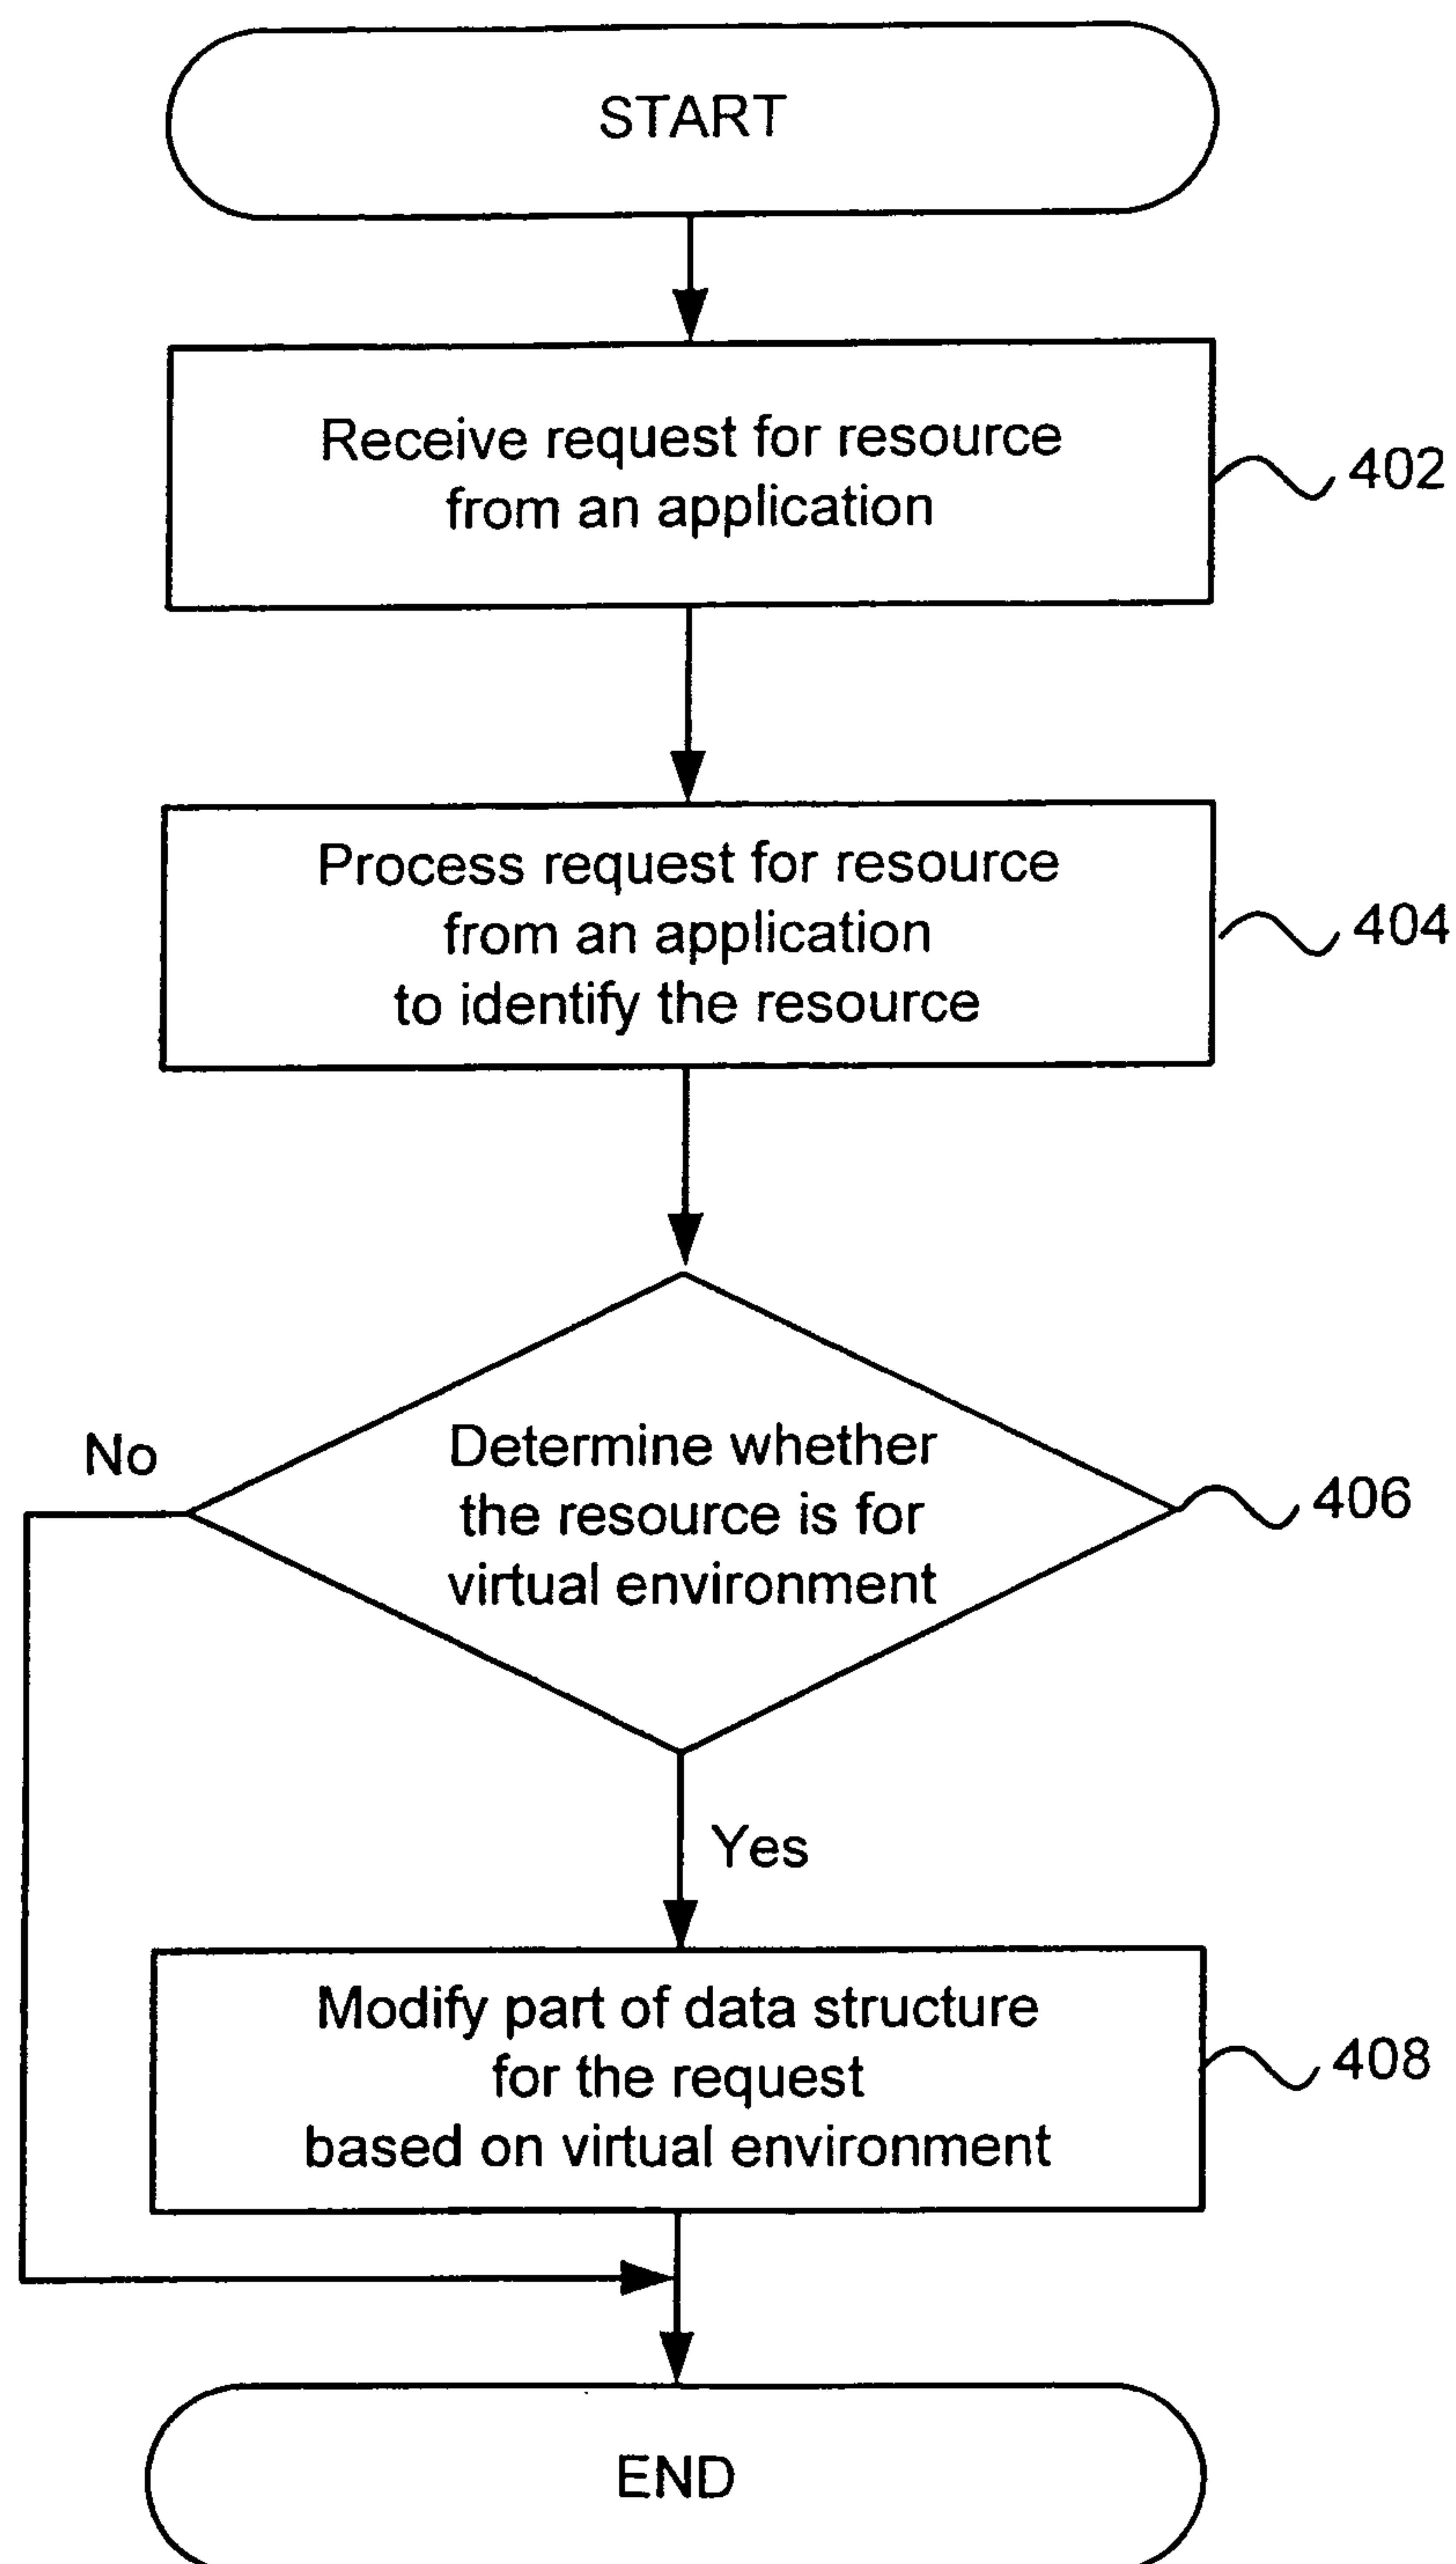 START
Receive request for resource
from an application
402
Process request for resource
from an application
to identify the resource
404
No
Determine whether
the resource is for
virtual environment
406
Yes
Modify part of data structure
for the request
based on virtual environment
408
END